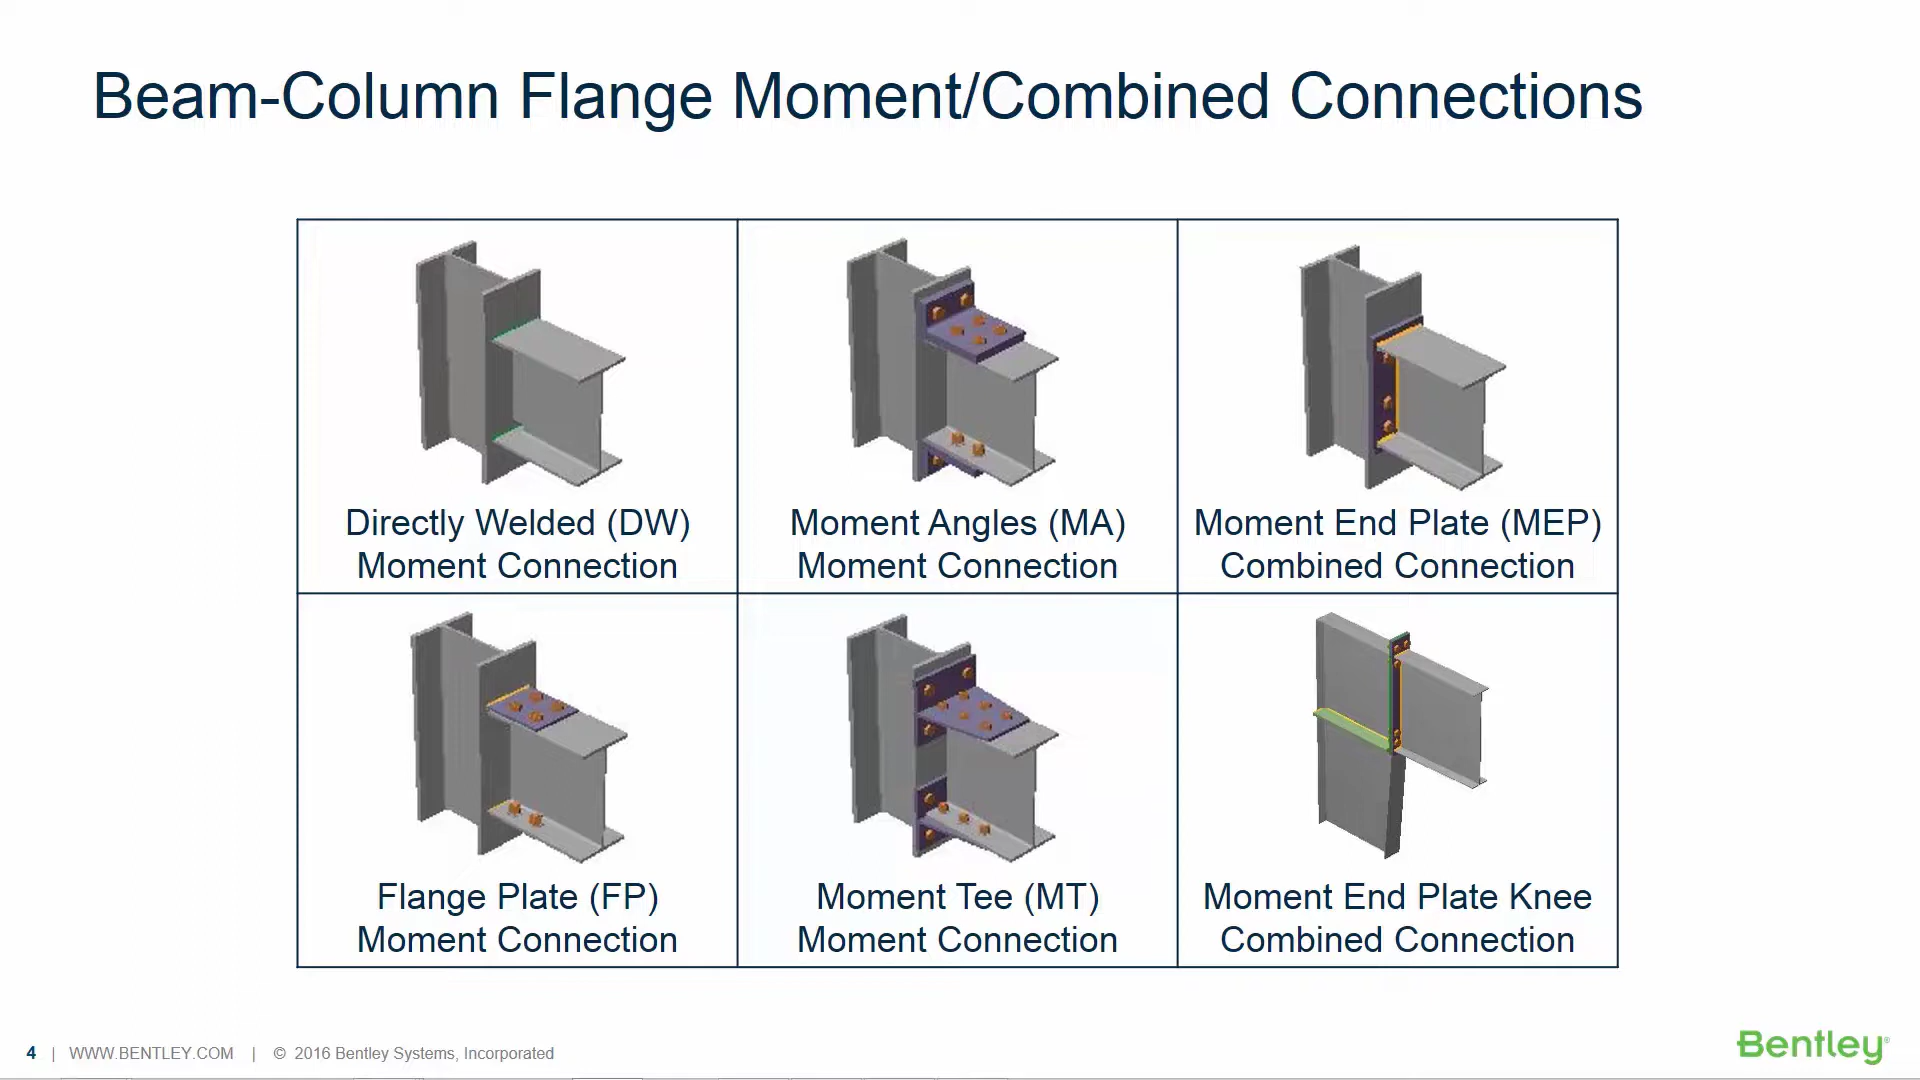 Beam-Column Flange Moment/Combined Connections
Directly Welded (DW)
Moment Connection
Moment Angles (MA)
Moment Connection
Moment End Plate (MEP)
Combined Connection
Flange Plate (FP)
Moment Connection
Moment Tee (MT)
Moment Connection
Moment End Plate Knee
Combined Connection
4 | WWW.BENTLEY.COM | © 2016 Bentley Systems, Incorporated
Bentley®